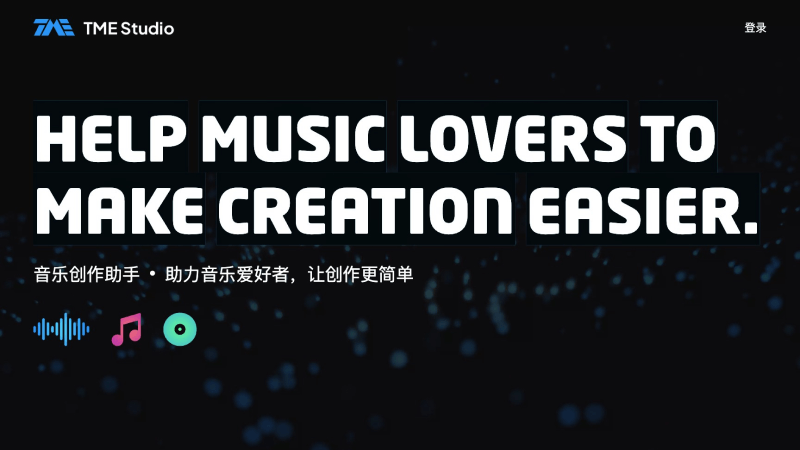 TME TME Studio
登录
HELP MUSIC LOVERS TO
MAKE CREATION EASIER.
音乐创作助手 • 助力音乐爱好者，让创作更简单